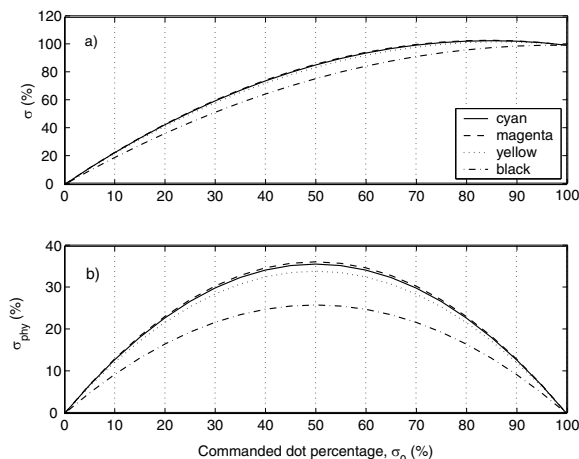 120
100
80
60
40
20
0
σ (%)
a)
cyan
magenta
yellow
black
0 10 20 30 40 50 60 70 80 90 100
40
30
20
10
0
σphy (%)
b)
0 10 20 30 40 50 60 70 80 90 100
Commanded dot percentage, σo (%)